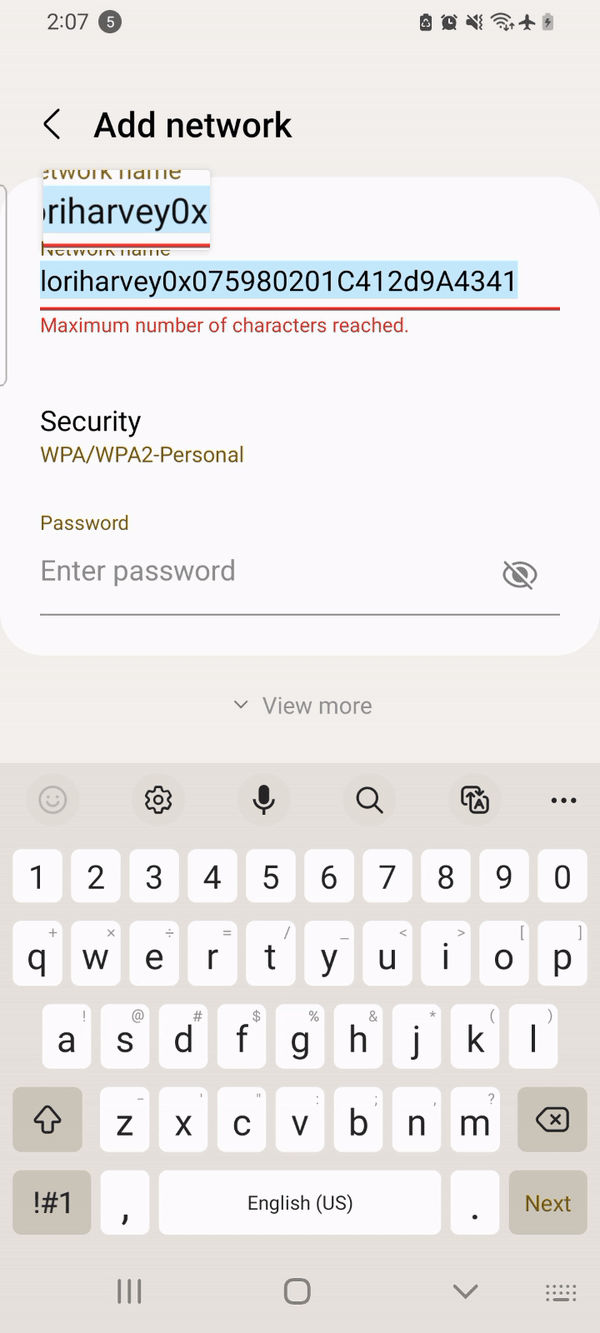 2:07 5
Add network
etwork name
riharvey0x
Network name
loriharvey0x075980201C412d9A4341
Maximum number of characters reached.
Security
WPA/WPA2-Personal
Password
Enter password
View more
A
1 2 3 4 5 6 7 8 9 0
+ × ÷ = / _ < > [ ]
q w e r t y u i o p
! @ # $ % & * ( )
a s d f g h j k l
- ' " : ; , ?
z x c v b n m
!#1 , English (US) . Next